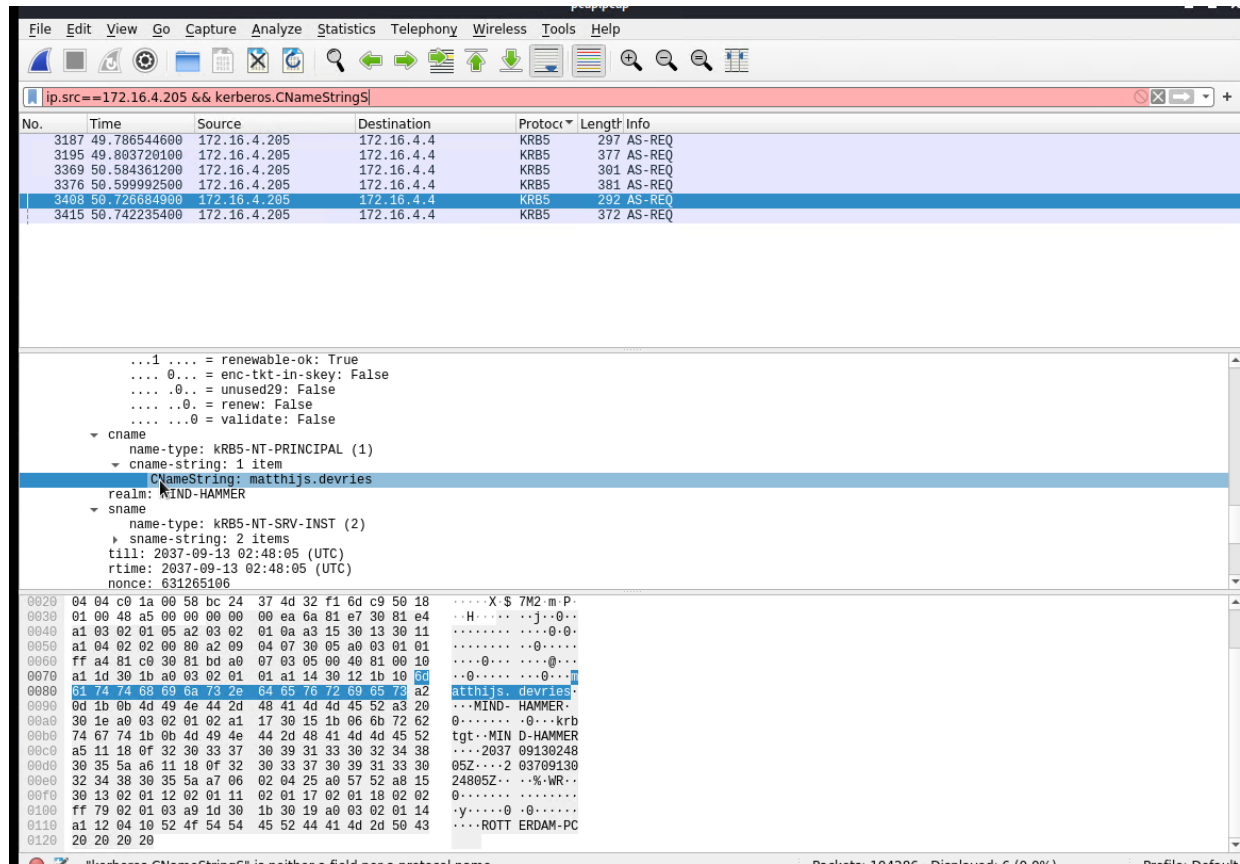 pcap.pcap
File Edit View Go Capture Analyze Statistics Telephony Wireless Tools Help
ip.src==172.16.4.205 && kerberos.CNameStringS
No. Time Source Destination Protoc Length Info
3187 49.786544600 172.16.4.205 172.16.4.4 KRB5 297 AS-REQ
3195 49.803720100 172.16.4.205 172.16.4.4 KRB5 377 AS-REQ
3369 50.584361200 172.16.4.205 172.16.4.4 KRB5 301 AS-REQ
3376 50.599992500 172.16.4.205 172.16.4.4 KRB5 381 AS-REQ
3408 50.726684900 172.16.4.205 172.16.4.4 KRB5 292 AS-REQ
3415 50.742235400 172.16.4.205 172.16.4.4 KRB5 372 AS-REQ
...1 .... = renewable-ok: True
.... 0... = enc-tkt-in-skey: False
.... .0.. = unused29: False
.... ..0. = renew: False
.... ...0 = validate: False
cname
name-type: kRB5-NT-PRINCIPAL (1)
cname-string: 1 item
CNameString: matthijs.devries
realm: MIND-HAMMER
sname
name-type: kRB5-NT-SRV-INST (2)
sname-string: 2 items
till: 2037-09-13 02:48:05 (UTC)
rtime: 2037-09-13 02:48:05 (UTC)
nonce: 631265106
0020 04 04 c0 1a 00 58 bc 24 37 4d 32 f1 6d c9 50 18 ·····X·$ 7M2·m·P·
0030 01 00 48 a5 00 00 00 00 00 ea 6a 81 e7 30 81 e4 ··H····· ··j··0··
0040 a1 03 02 01 05 a2 03 02 01 0a a3 15 30 13 30 11 ········ ····0·0·
0050 a1 04 02 02 00 80 a2 09 04 07 30 05 a0 03 01 01 ········ ··0·····
0060 ff a4 81 c0 30 81 bd a0 07 03 05 00 40 81 00 10 ····0··· ····@···
0070 a1 1d 30 1b a0 03 02 01 01 a1 14 30 12 1b 10 6d ··0····· ···0···m
0080 61 74 74 68 69 6a 73 2e 64 65 76 72 69 65 73 a2 atthijs. devries·
0090 0d 1b 0b 4d 49 4e 44 2d 48 41 4d 4d 45 52 a3 20 ···MIND- HAMMER·
00a0 30 1e a0 03 02 01 02 a1 17 30 15 1b 06 6b 72 62 0······· ·0···krb
00b0 74 67 74 1b 0b 4d 49 4e 44 2d 48 41 4d 4d 45 52 tgt··MIN D-HAMMER
00c0 a5 11 18 0f 32 30 33 37 30 39 31 33 30 32 34 38 ····2037 09130248
00d0 30 35 5a a6 11 18 0f 32 30 33 37 30 39 31 33 30 05Z····2 03709130
00e0 32 34 38 30 35 5a a7 06 02 04 25 a0 57 52 a8 15 24805Z·· ··%·WR··
00f0 30 13 02 01 12 02 01 11 02 01 17 02 01 18 02 02 0······· ········
0100 ff 79 02 01 03 a9 1d 30 1b 30 19 a0 03 02 01 14 ·y·····0 ·0······
0110 a1 12 04 10 52 4f 54 54 45 52 44 41 4d 2d 50 43 ····ROTT ERDAM-PC
0120 20 20 20 20
"kerberos.CNameStringS" is neither a field nor a protocol name. Packets: 194286 · Displayed: 6 (0.0%) Profile: Default